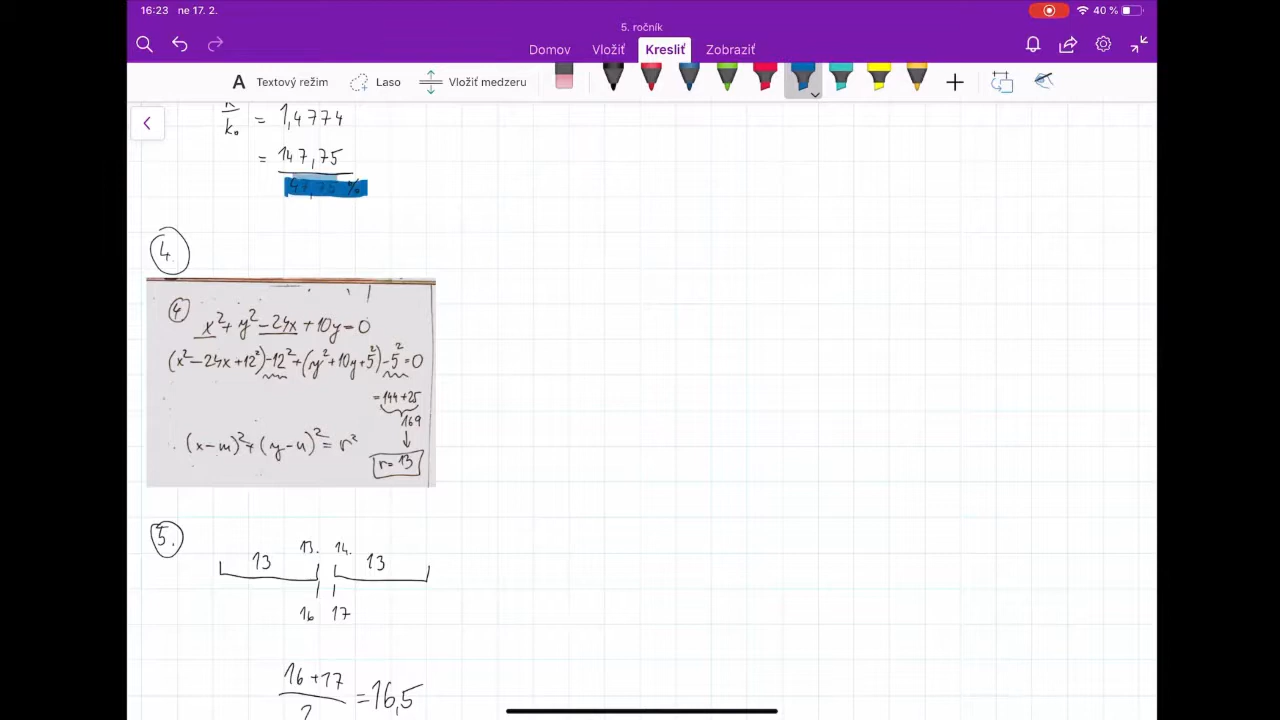 16:23 ne 17. 2.
40 %
5. ročník
Domov Vložiť Kresliť Zobraziť
A Textový režim Laso Vložiť medzeru
k₀ = 1,4774
= 147,75
47,75 %
4.
④ x² + y² − 24x + 10y = 0
(x² − 24x + 12²) − 12² + (y² + 10y + 5²) − 5² = 0
= 144 + 25
169
↓
r = 13
(x − m)² + (y − n)² = r²
5.
13 13. 14. 13
16 17
16 + 17
= 16,5
2